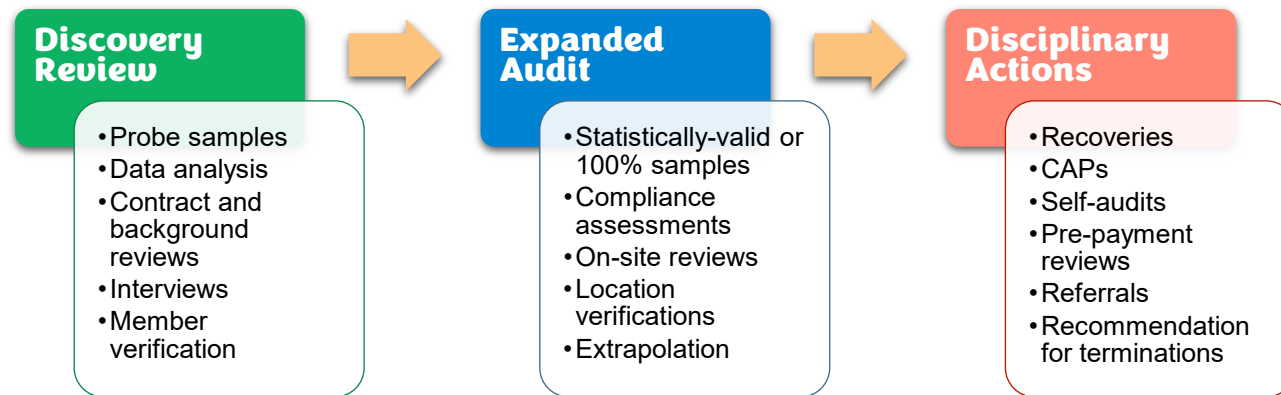 Discovery
Review
•Probe samples
•Data analysis
•Contract and
background
reviews
•Interviews
•Member
verification
Expanded
Audit
•Statistically-valid or
100% samples
•Compliance
assessments
•On-site reviews
•Location
verifications
•Extrapolation
Disciplinary
Actions
•Recoveries
•CAPs
•Self-audits
•Pre-payment
reviews
•Referrals
•Recommendation
for terminations